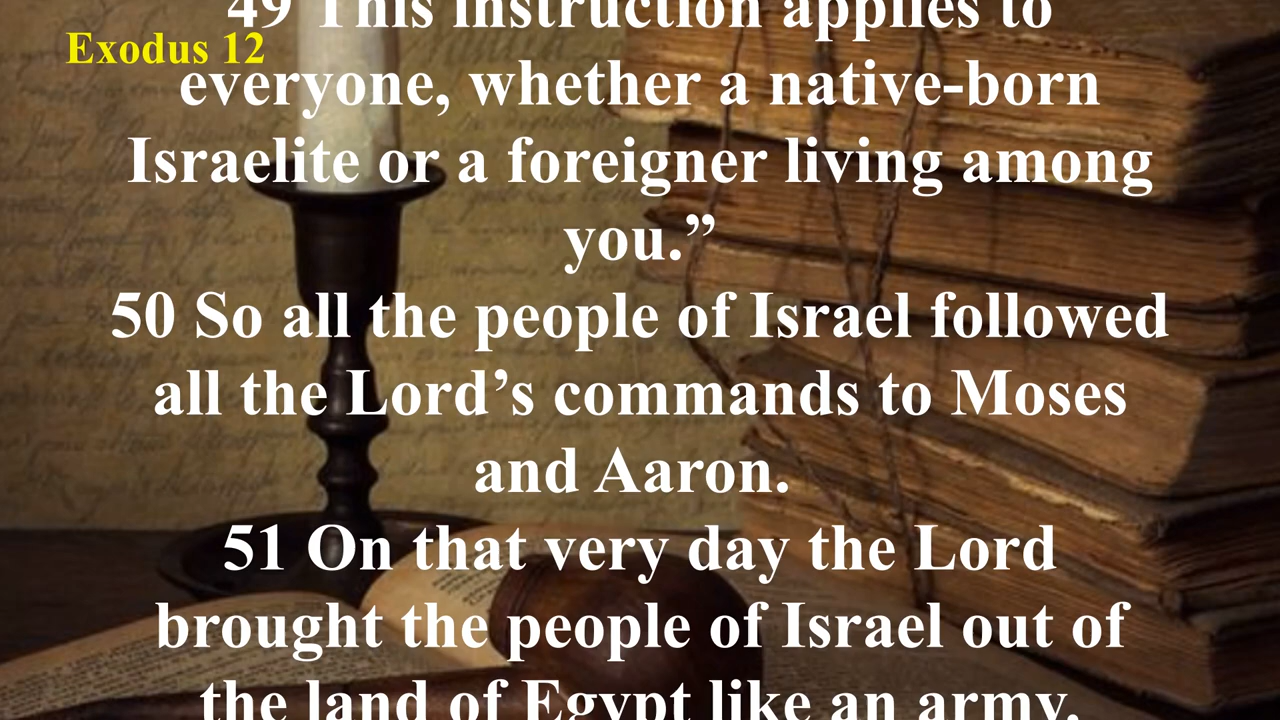 49 This instruction applies to
Exodus 12
everyone, whether a native-born
Israelite or a foreigner living among
you.”
50 So all the people of Israel followed
all the Lord’s commands to Moses
and Aaron.
51 On that very day the Lord
brought the people of Israel out of
the land of Egypt like an army.